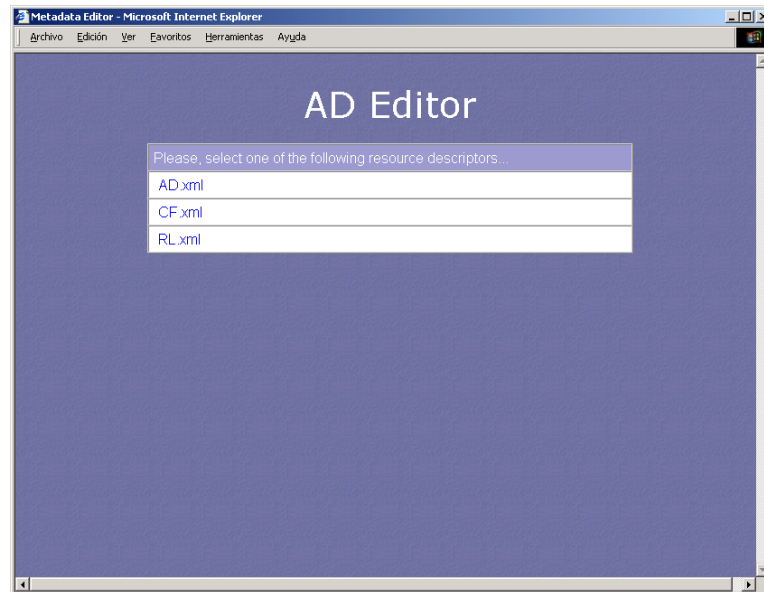 Metadata Editor - Microsoft Internet Explorer
Archivo Edición Ver Favoritos Herramientas Ayuda
AD Editor
Please, select one of the following resource descriptors...
AD.xml
CF.xml
RL.xml